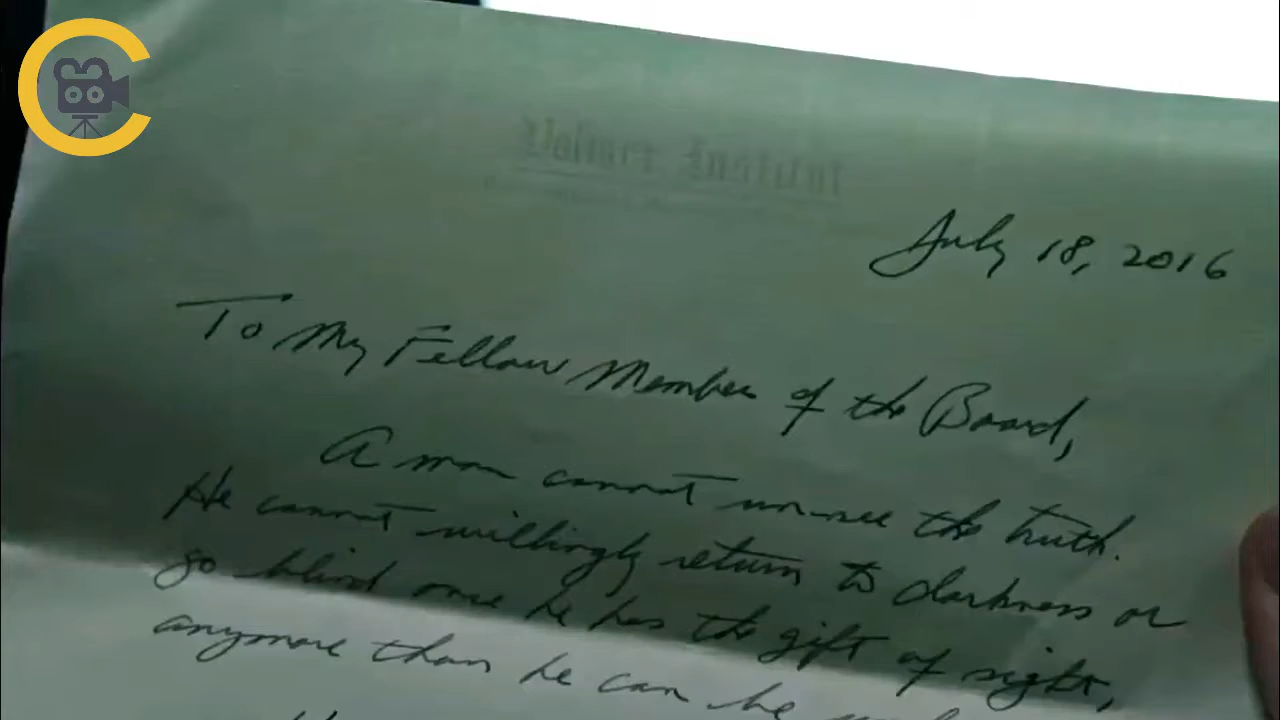 July 18, 2016
To My Fellow Member of the Board,
A man cannot un-see the truth.
He cannot willingly return to darkness or
go blind once he has the gift of sight,
anymore than he can be